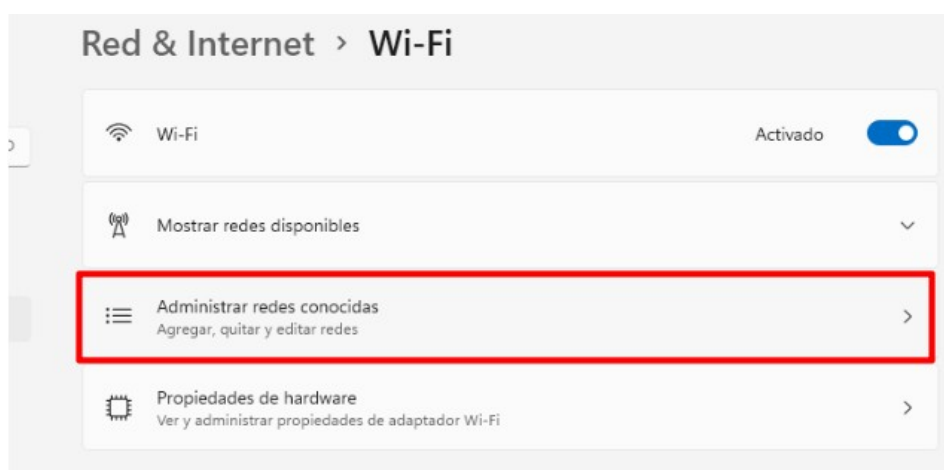 Red & Internet > Wi-Fi
Wi-Fi
Activado
Mostrar redes disponibles
Administrar redes conocidas
Agregar, quitar y editar redes
Propiedades de hardware
Ver y administrar propiedades de adaptador Wi-Fi